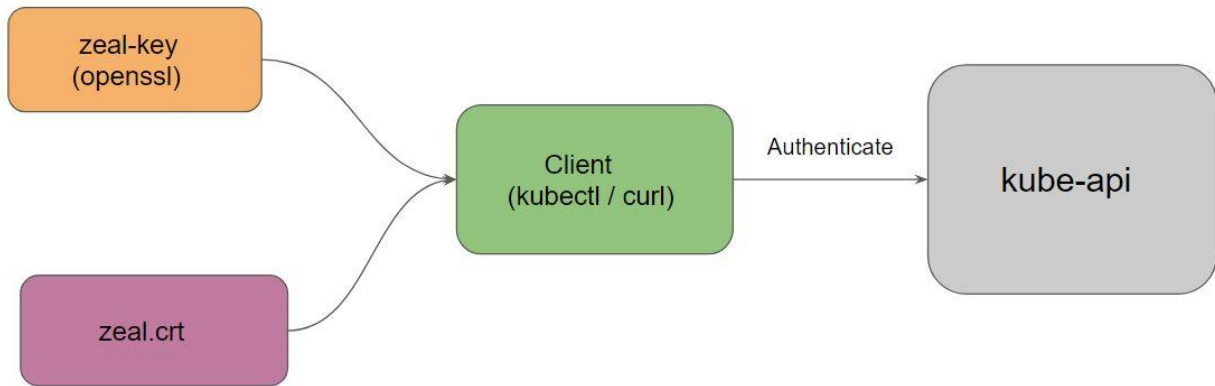 zeal-key
(openssl)
Client
(kubectl / curl)
Authenticate
kube-api
zeal.crt